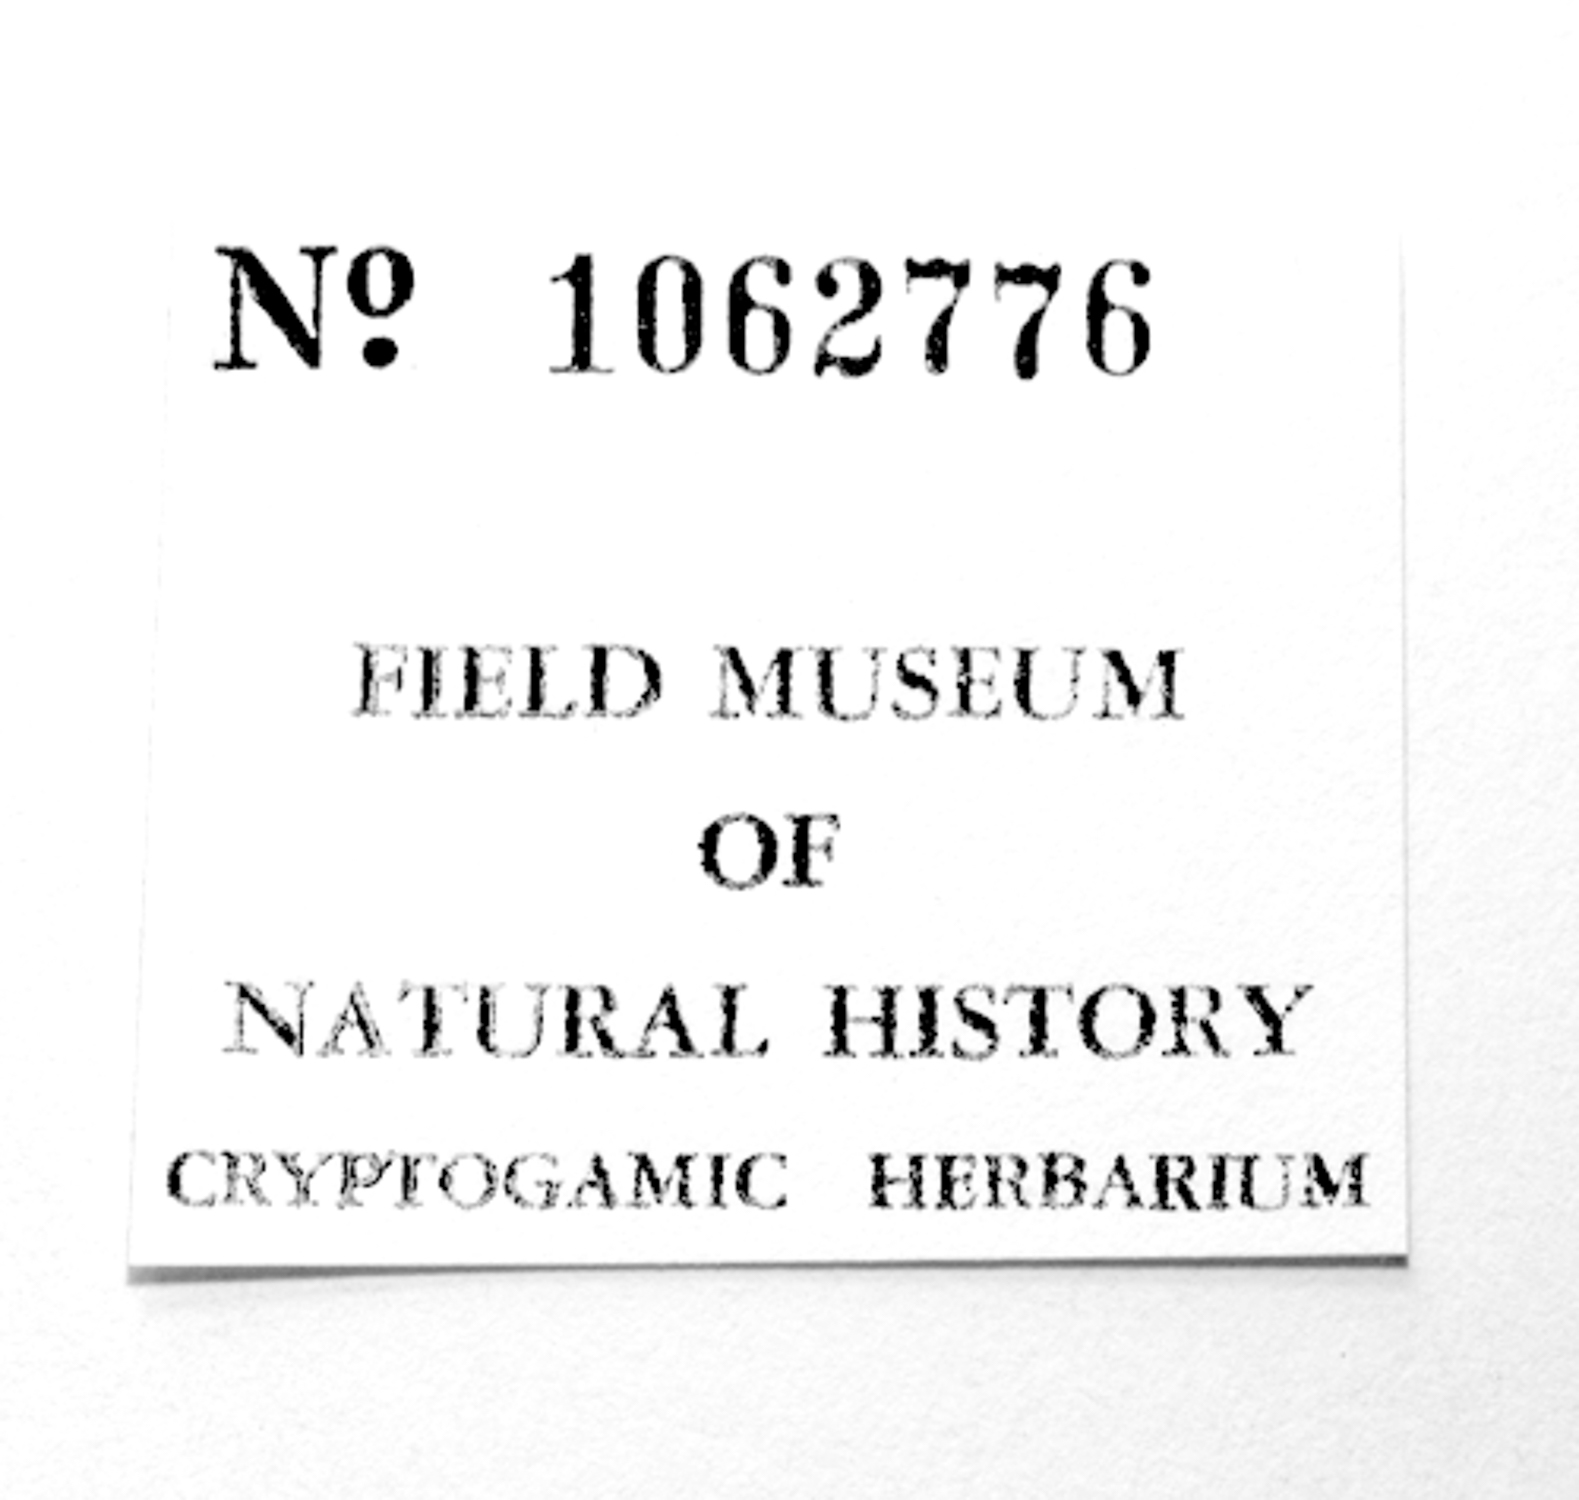 Nº 1062776
FIELD MUSEUM
OF
NATURAL HISTORY
CRYPTOGAMIC HERBARIUM